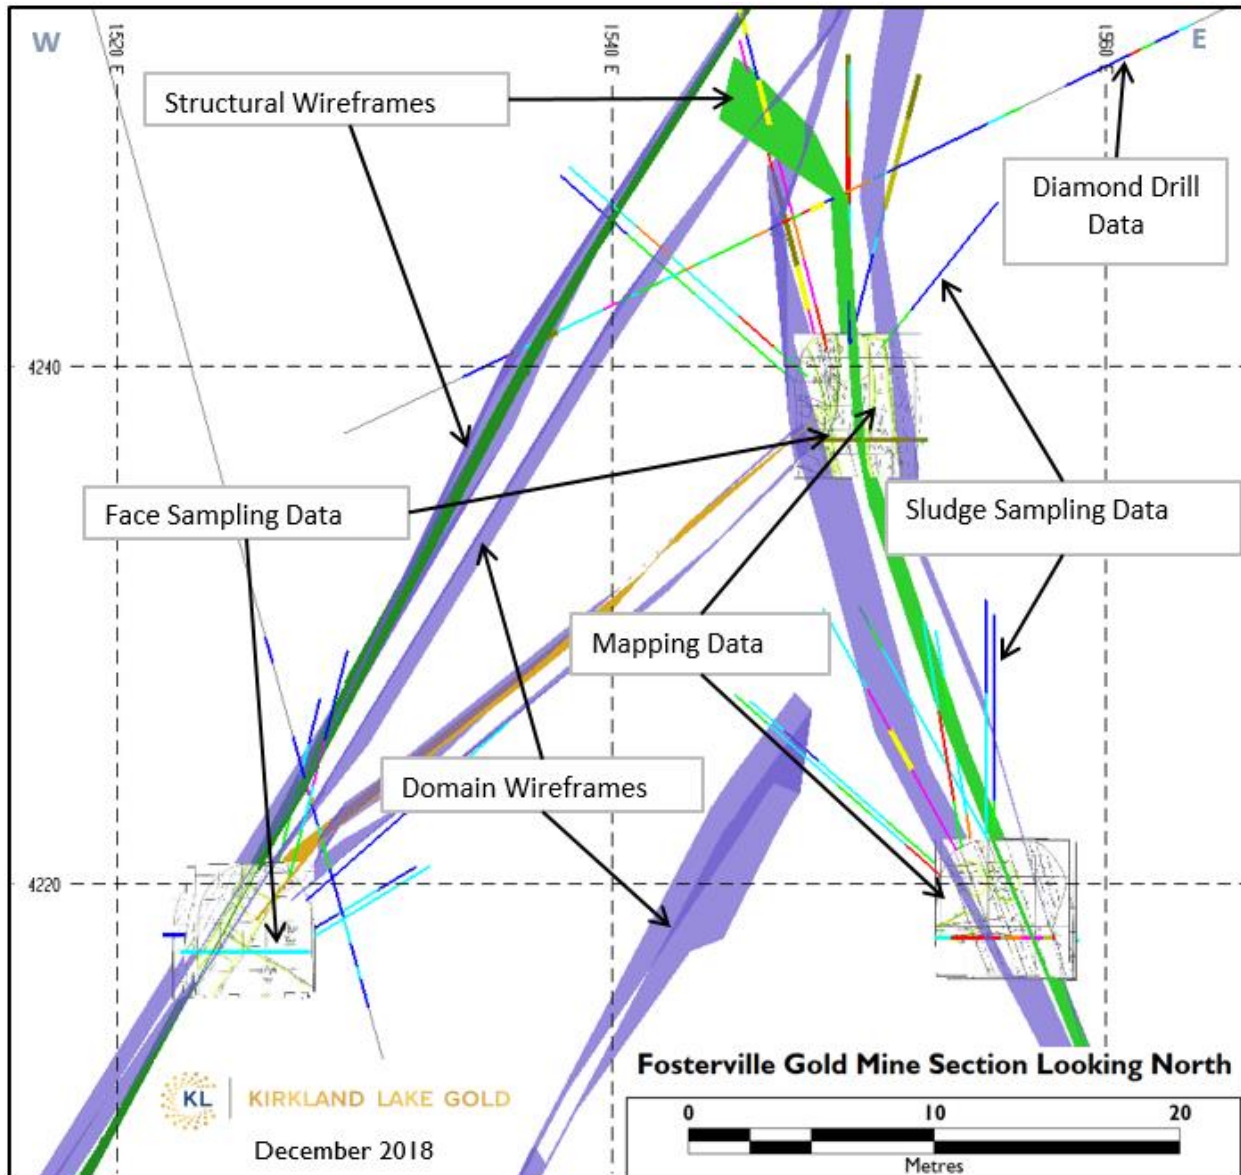 W
1520 E
1540 E
1560 E
E
Structural Wireframes
Diamond Drill
Data
4240
Face Sampling Data
Sludge Sampling Data
Mapping Data
Domain Wireframes
4220
Fosterville Gold Mine Section Looking North
KL KIRKLAND LAKE GOLD
December 2018
0 10 20
Metres